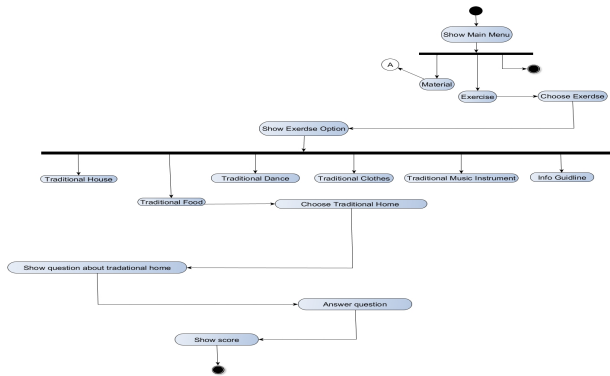 Show Main Menu
A
Material
Exercise
Choose Exerdse
Show Exerdse Option
Traditional House
Traditional Food
Traditional Dance
Traditional Clothes
Traditional Music Instrument
Info Guidline
Choose Traditional Home
Show question about tradational home
Answer question
Show score